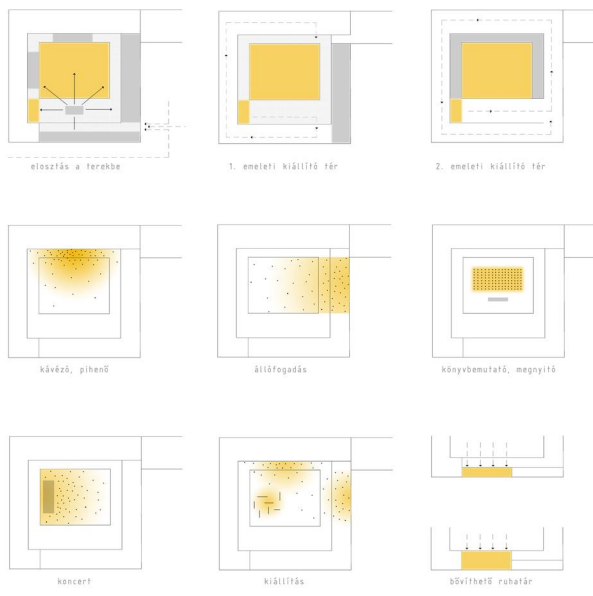 elosztás a terekbe
1. emeleti kiállító tér
2. emeleti kiállító tér
kávézó, pihenő
állófogadás
könyvbemutató, megnyitó
koncert
kiállítás
bővíthető ruhatár